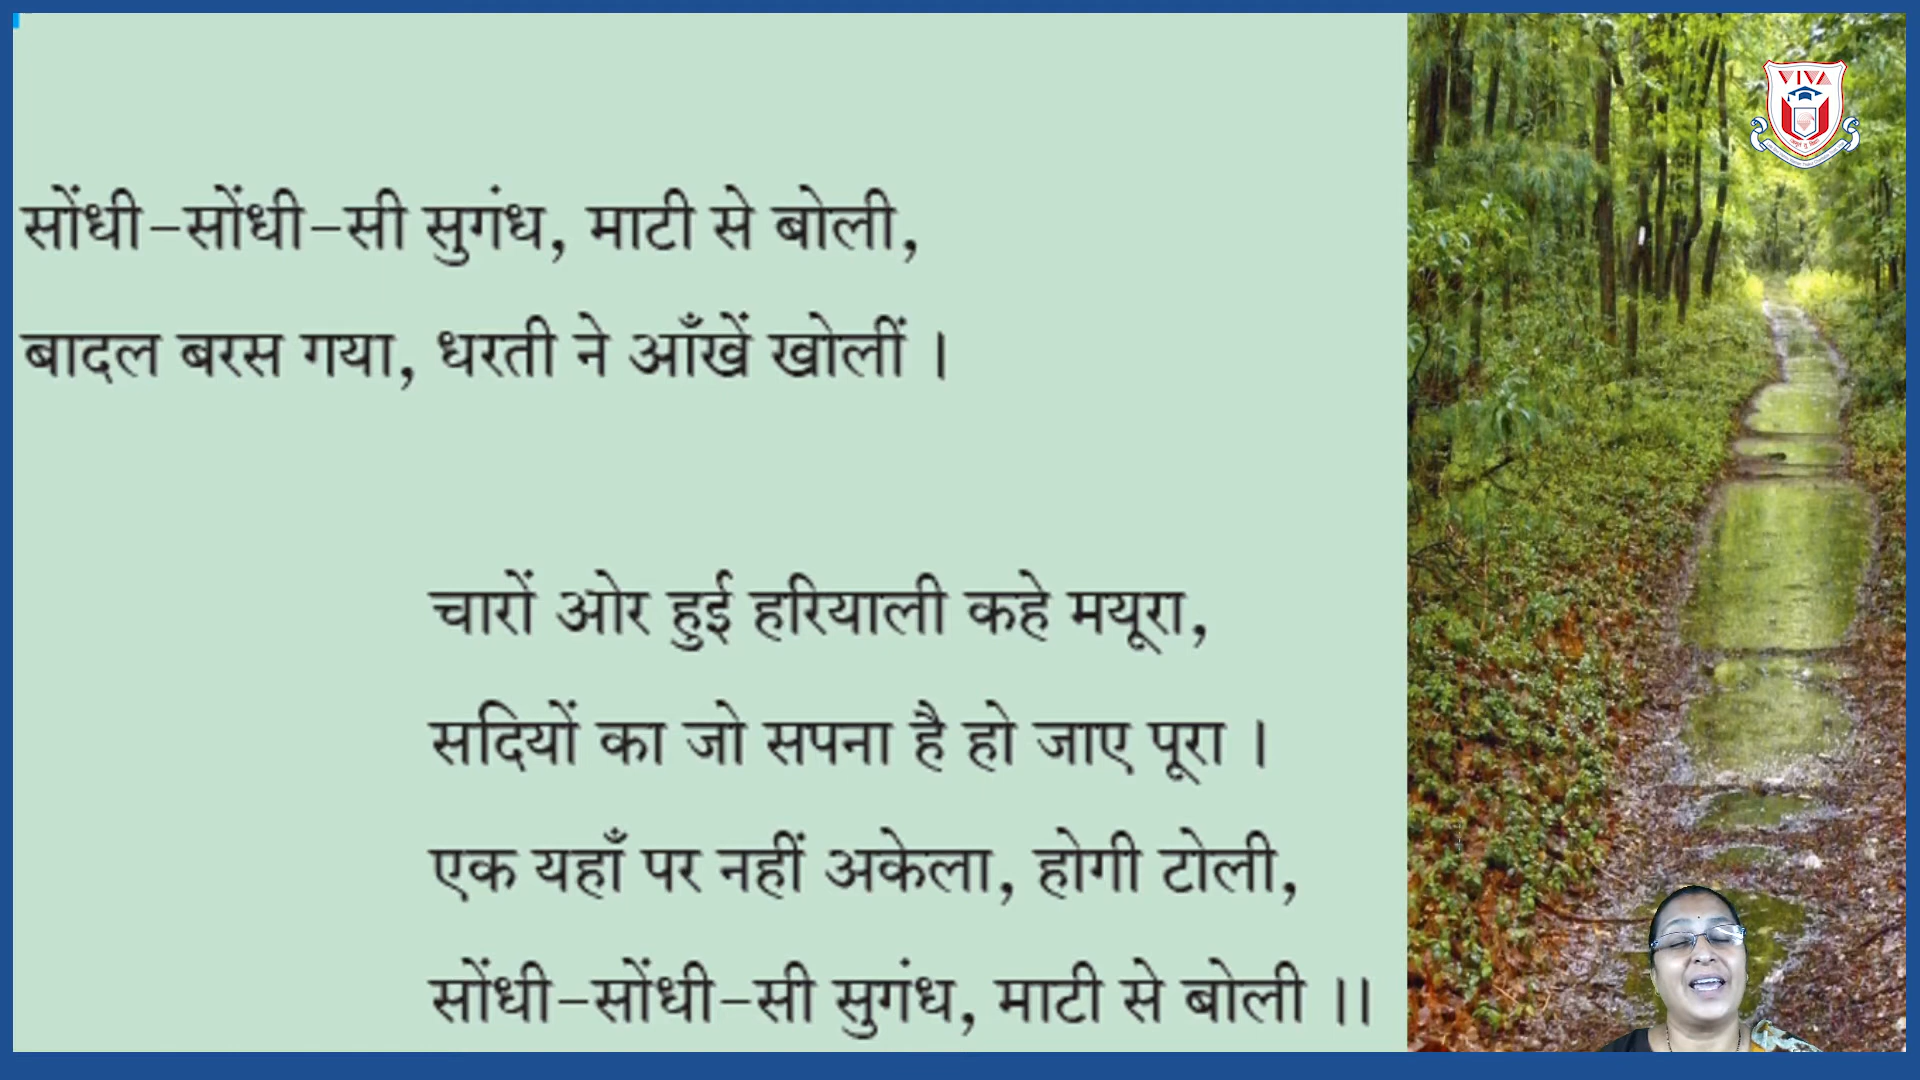 सोंधी-सोंधी-सी सुगंध, माटी से बोली,
बादल बरस गया, धरती ने आँखें खोलीं ।
चारों ओर हुई हरियाली कहे मयूरा,
सदियों का जो सपना है हो जाए पूरा ।
एक यहाँ पर नहीं अकेला, होगी टोली,
सोंधी-सोंधी-सी सुगंध, माटी से बोली ।।
VIVA